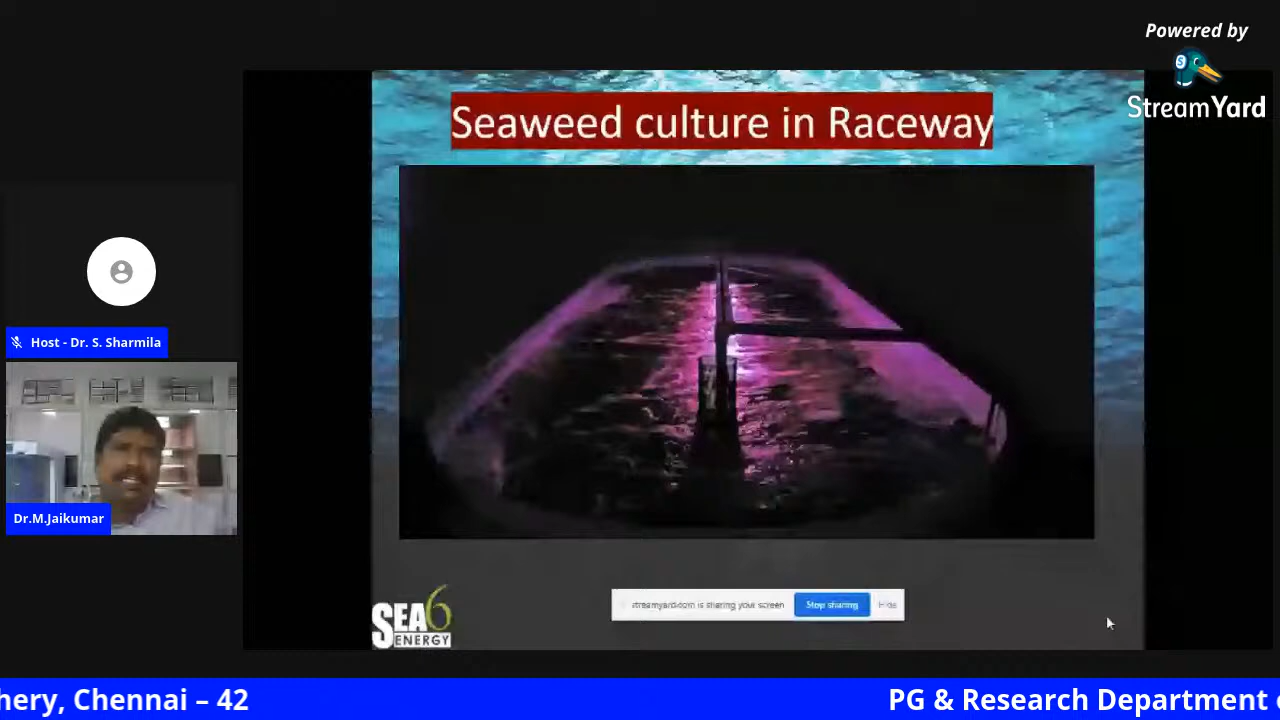 Powered by
StreamYard
Seaweed culture in Raceway
Host - Dr. S. Sharmila
Dr.M.Jaikumar
SEA6
ENERGY
streamyard.com is sharing your screen
Stop sharing
Hide
hery, Chennai – 42
PG & Research Department